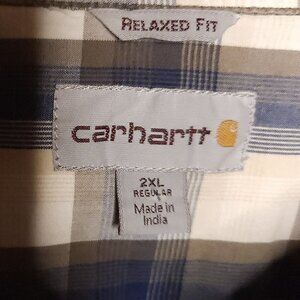 RELAXED FIT
carhartt
2XL
REGULAR
Made in
India